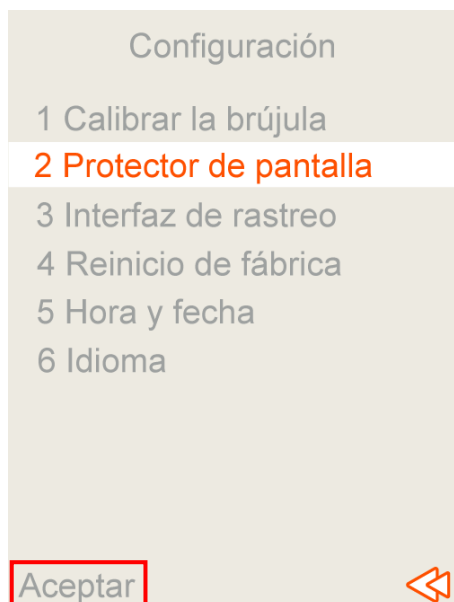 Configuración
1 Calibrar la brújula
2 Protector de pantalla
3 Interfaz de rastreo
4 Reinicio de fábrica
5 Hora y fecha
6 Idioma
Aceptar